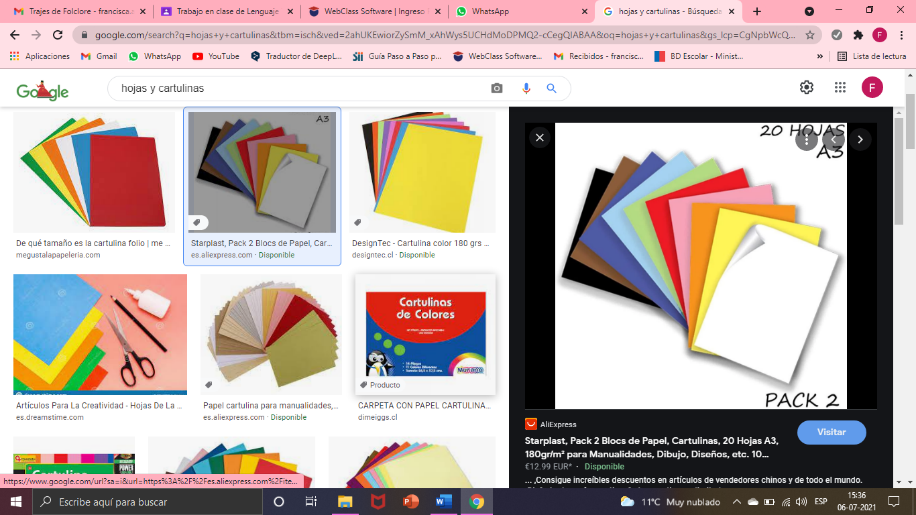 Trajes de Folclore - francisca.a
Trabajo en clase de Lenguaje
WebClass Software | Ingreso
WhatsApp
hojas y cartulinas - Búsqueda
google.com/search?q=hojas+y+cartulinas&tbm=isch&ved=2ahUKEwiorZySmM_xAhWys5UCHdMoDPMQ2-cCegQIABAA&oq=hojas+y+cartulinas&gs_lcp=CgNpbWcQ...
Aplicaciones
Gmail
WhatsApp
YouTube
Traductor de DeepL...
Guía Paso a Paso p...
WebClass Software...
Recibidos - francisc...
BD Escolar - Minist...
»
Lista de lectura
Google
hojas y cartulinas
F
A3
De qué tamaño es la cartulina folio | me ...
megustalapapeleria.com
Starplast, Pack 2 Blocs de Papel, Car...
es.aliexpress.com · Disponible
DesignTec - Cartulina color 180 grs ...
designtec.cl · Disponible
Cartulinas
de Colores
Producto
Artículos Para La Creatividad - Hojas De La ...
es.dreamstime.com
Papel cartulina para manualidades,...
es.aliexpress.com · Disponible
CARPETA CON PAPEL CARTULINA...
dimeiggs.cl
20 HOJAS
A3
PACK 2
AliExpress
Visitar
Starplast, Pack 2 Blocs de Papel, Cartulinas, 20 Hojas A3,
180gr/m² para Manualidades, Dibujo, Diseños, etc. 10...
€12.99 EUR* · Disponible
... ¡Consigue increíbles descuentos en artículos de vendedores chinos y de todo el mundo.
https://www.google.com/url?sa=i&url=https%3A%2F%2Fes.aliexpress.com%2Fite...
Escribe aquí para buscar
11°C Muy nublado
ESP
15:36
06-07-2021